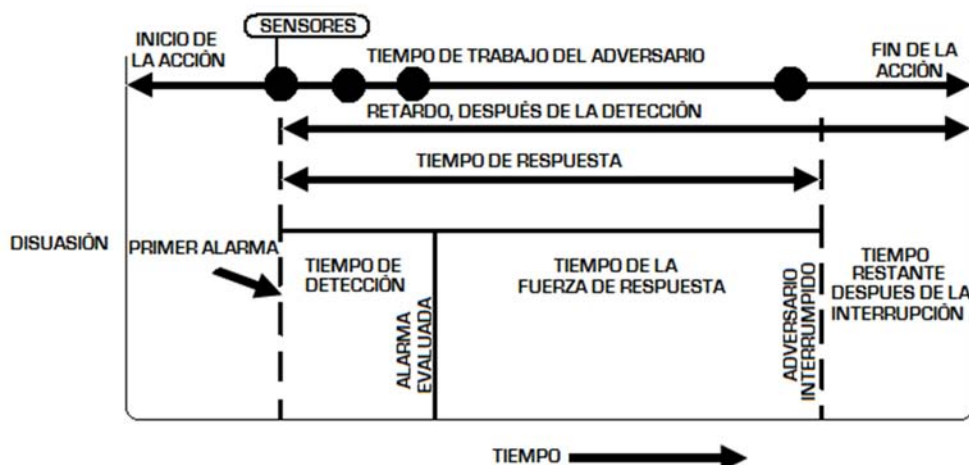 SENSORES
INICIO DE
LA ACCIÓN
TIEMPO DE TRABAJO DEL ADVERSARIO
FIN DE LA
ACCIÓN
RETARDO, DESPUÉS DE LA DETECCIÓN
TIEMPO DE RESPUESTA
DISUASIÓN
PRIMER ALARMA
TIEMPO DE
DETECCIÓN
ALARMA
EVALUADA
TIEMPO DE LA
FUERZA DE RESPUESTA
ADVERSARIO
INTERRUMPIDO
TIEMPO
RESTANTE
DESPUES DE LA
INTERRUPCIÓN
TIEMPO